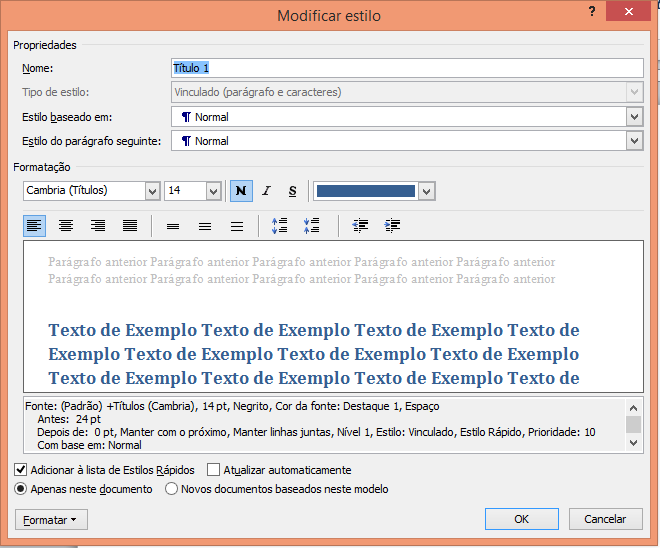 Modificar estilo
Propriedades
Nome: Título 1
Tipo de estilo: Vinculado (parágrafo e caracteres)
Estilo baseado em: ¶ Normal
Estilo do parágrafo seguinte: ¶ Normal
Formatação
Cambria (Títulos) 14 N I S
Parágrafo anterior Parágrafo anterior Parágrafo anterior Parágrafo anterior Parágrafo anterior
Parágrafo anterior Parágrafo anterior Parágrafo anterior Parágrafo anterior Parágrafo anterior
Texto de Exemplo Texto de Exemplo Texto de Exemplo Texto de
Exemplo Texto de Exemplo Texto de Exemplo Texto de Exemplo
Texto de Exemplo Texto de Exemplo Texto de Exemplo Texto de
Fonte: (Padrão) +Títulos (Cambria), 14 pt, Negrito, Cor da fonte: Destaque 1, Espaço
Antes: 24 pt
Depois de: 0 pt, Manter com o próximo, Manter linhas juntas, Nível 1, Estilo: Vinculado, Estilo Rápido, Prioridade: 10
Com base em: Normal
Adicionar à lista de Estilos Rápidos Atualizar automaticamente
Apenas neste documento Novos documentos baseados neste modelo
Formatar OK Cancelar